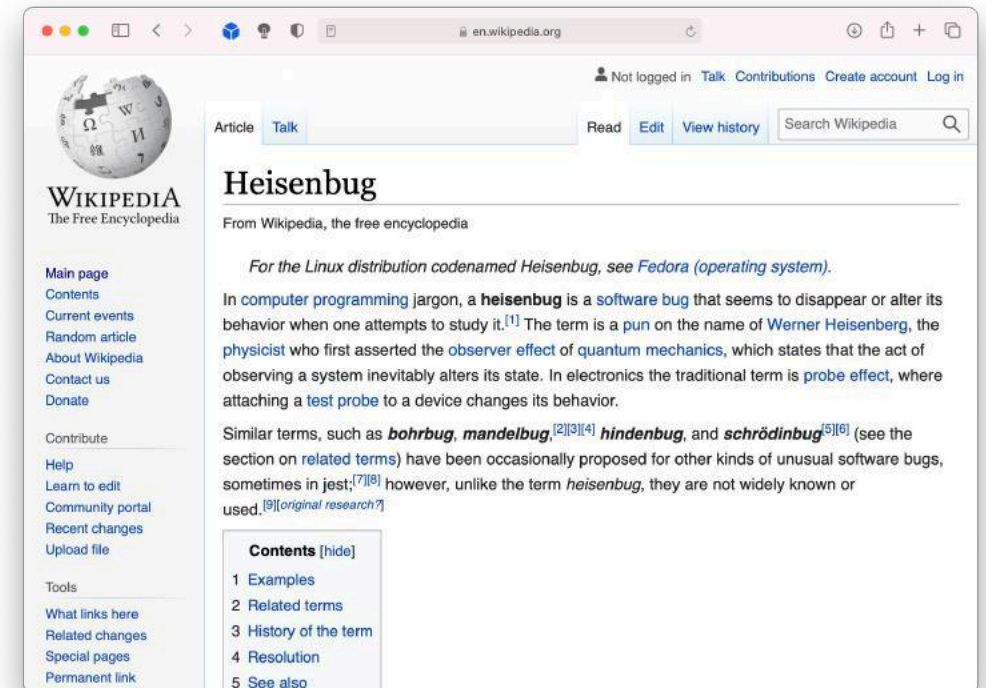 en.wikipedia.org
Not logged in Talk Contributions Create account Log in
Article Talk Read Edit View history Search Wikipedia
WIKIPEDIA
The Free Encyclopedia
Main page
Contents
Current events
Random article
About Wikipedia
Contact us
Donate
Contribute
Help
Learn to edit
Community portal
Recent changes
Upload file
Tools
What links here
Related changes
Special pages
Permanent link
Heisenbug
From Wikipedia, the free encyclopedia
For the Linux distribution codenamed Heisenbug, see Fedora (operating system).
In computer programming jargon, a heisenbug is a software bug that seems to disappear or alter its
behavior when one attempts to study it.[1] The term is a pun on the name of Werner Heisenberg, the
physicist who first asserted the observer effect of quantum mechanics, which states that the act of
observing a system inevitably alters its state. In electronics the traditional term is probe effect, where
attaching a test probe to a device changes its behavior.
Similar terms, such as bohrbug, mandelbug,[2][3][4] hindenbug, and schrödinbug[5][6] (see the
section on related terms) have been occasionally proposed for other kinds of unusual software bugs,
sometimes in jest;[7][8] however, unlike the term heisenbug, they are not widely known or
used.[9][original research?]
Contents [hide]
1 Examples
2 Related terms
3 History of the term
4 Resolution
5 See also